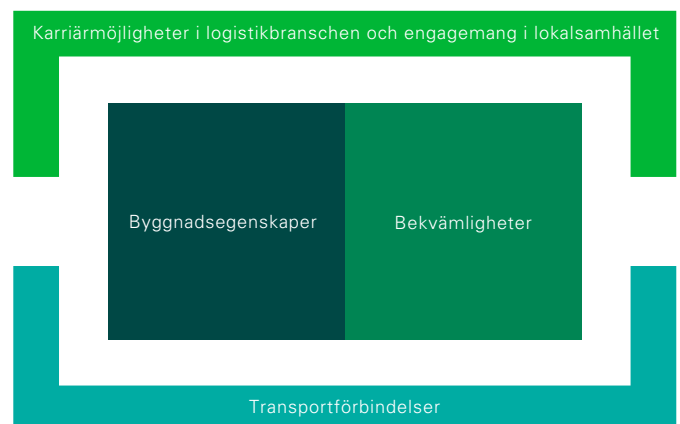 Karriärmöjligheter i logistikbranschen och engagemang i lokalsamhället
Byggnadsegenskaper
Bekvämligheter
Transportförbindelser